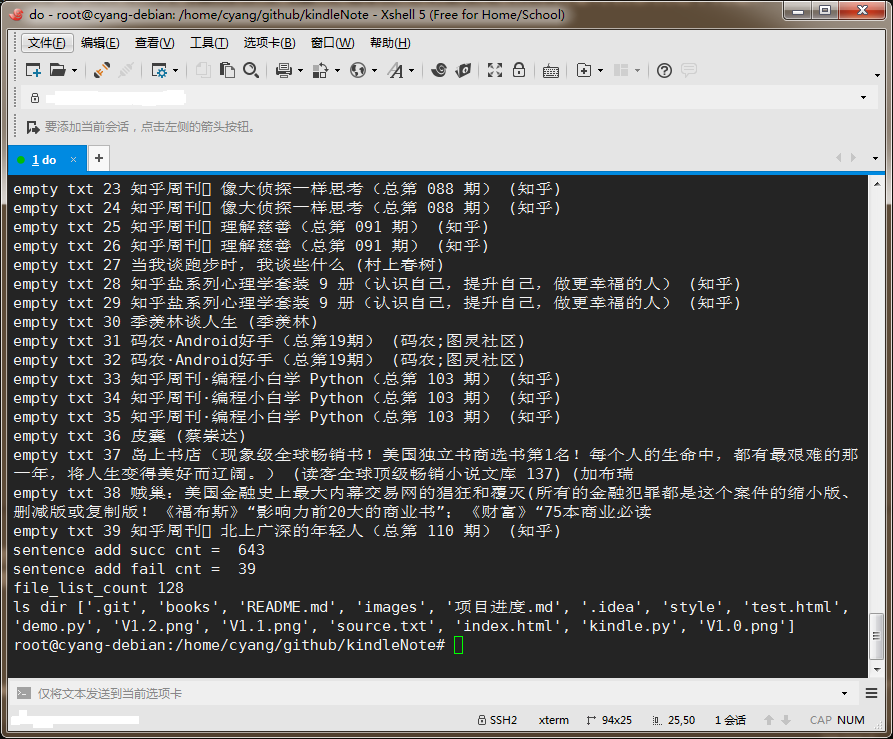 do - root@cyang-debian: /home/cyang/github/kindleNote - Xshell 5 (Free for Home/School)
文件(F) 编辑(E) 查看(V) 工具(T) 选项卡(B) 窗口(W) 帮助(H)
要添加当前会话，点击左侧的箭头按钮。
1 do × +
empty txt 23 知乎周刊▯ 像大侦探一样思考（总第 088 期） (知乎)
empty txt 24 知乎周刊▯ 像大侦探一样思考（总第 088 期） (知乎)
empty txt 25 知乎周刊▯ 理解慈善（总第 091 期） (知乎)
empty txt 26 知乎周刊▯ 理解慈善（总第 091 期） (知乎)
empty txt 27 当我谈跑步时，我谈些什么 (村上春树)
empty txt 28 知乎盐系列心理学套装 9 册（认识自己，提升自己，做更幸福的人） (知乎)
empty txt 29 知乎盐系列心理学套装 9 册（认识自己，提升自己，做更幸福的人） (知乎)
empty txt 30 季羡林谈人生 (季羡林)
empty txt 31 码农·Android好手（总第19期） (码农;图灵社区)
empty txt 32 码农·Android好手（总第19期） (码农;图灵社区)
empty txt 33 知乎周刊·编程小白学 Python（总第 103 期） (知乎)
empty txt 34 知乎周刊·编程小白学 Python（总第 103 期） (知乎)
empty txt 35 知乎周刊·编程小白学 Python（总第 103 期） (知乎)
empty txt 36 皮囊 (蔡崇达)
empty txt 37 岛上书店（现象级全球畅销书！美国独立书商选书第1名！每个人的生命中，都有最艰难的那
一年，将人生变得美好而辽阔。） (读客全球顶级畅销小说文库 137) (加布瑞
empty txt 38 贼巢：美国金融史上最大内幕交易网的猖狂和覆灭(所有的金融犯罪都是这个案件的缩小版、
删减版或复制版！《福布斯》“影响力前20大的商业书”；《财富》“75本商业必读
empty txt 39 知乎周刊▯ 北上广深的年轻人（总第 110 期） (知乎)
sentence add succ cnt =  643
sentence add fail cnt =  39
file_list_count 128
ls dir ['.git', 'books', 'README.md', 'images', '项目进度.md', '.idea', 'style', 'test.html',
'demo.py', 'V1.2.png', 'V1.1.png', 'source.txt', 'index.html', 'kindle.py', 'V1.0.png']
root@cyang-debian:/home/cyang/github/kindleNote#
仅将文本发送到当前选项卡
SSH2 xterm 94x25 25,50 1 会话 CAP NUM